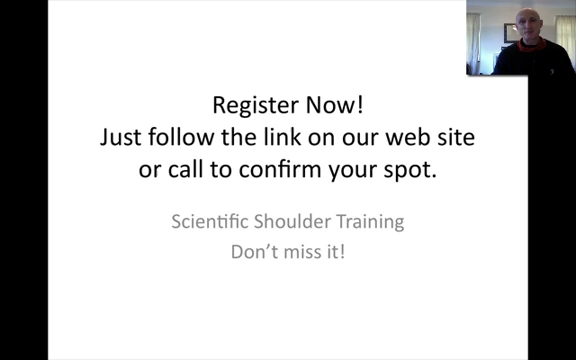 Register Now!
Just follow the link on our web site
or call to confirm your spot.
Scientific Shoulder Training
Don't miss it!